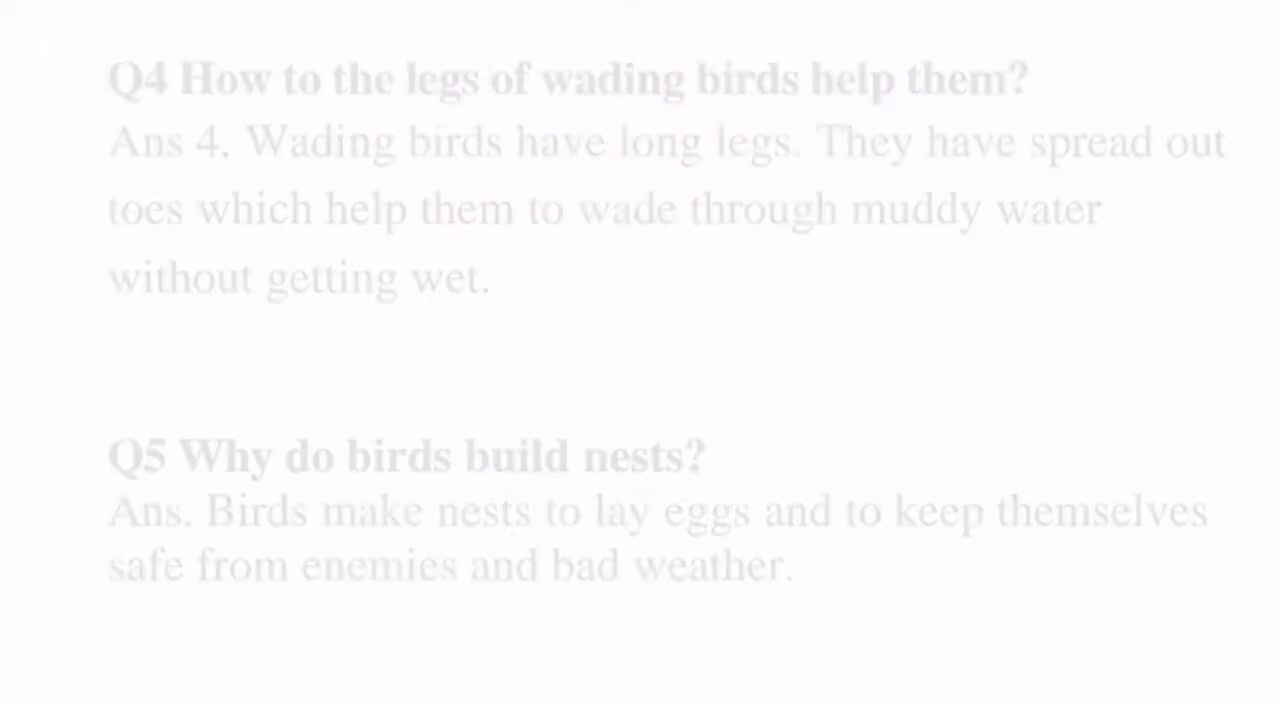 Q4 How to the legs of wading birds help them?
Ans 4. Wading birds have long legs. They have spread out
toes which help them to wade through muddy water
without getting wet.
Q5 Why do birds build nests?
Ans. Birds make nests to lay eggs and to keep themselves
safe from enemies and bad weather.